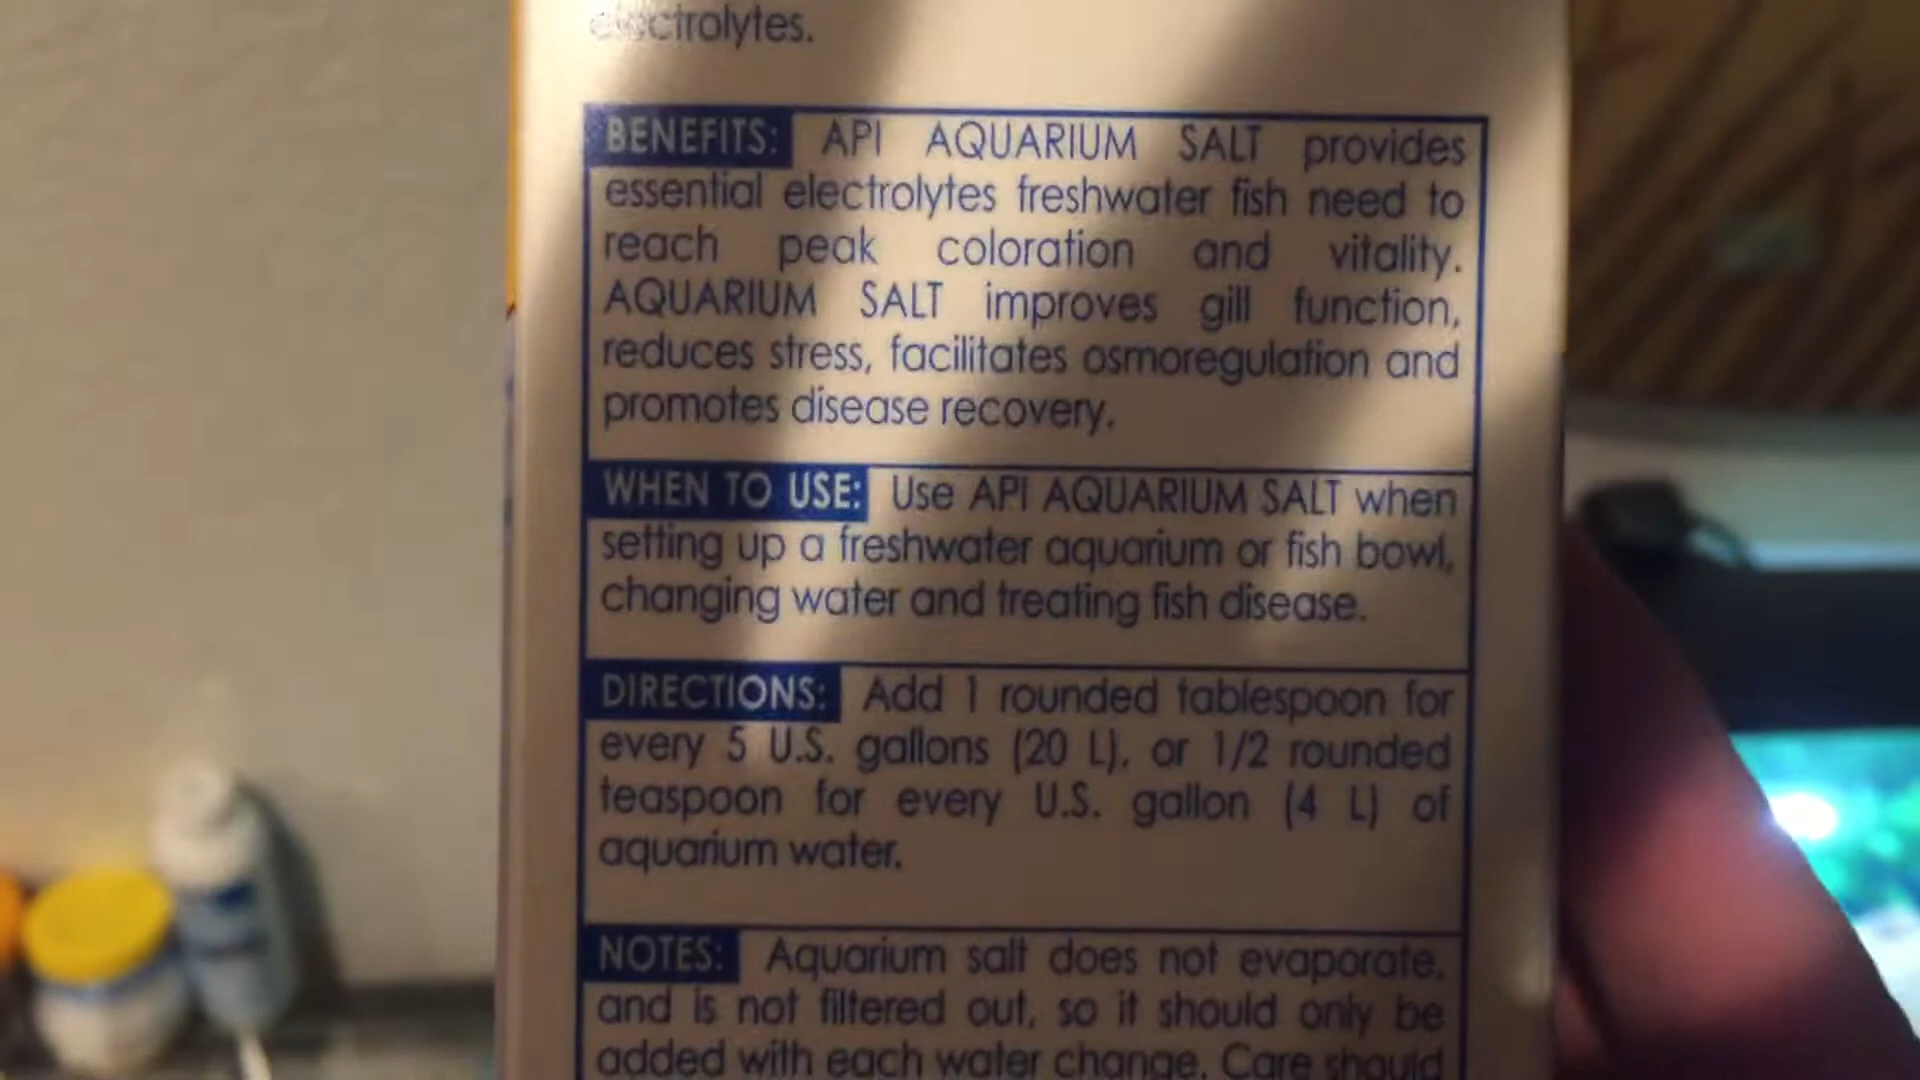 electrolytes.
BENEFITS: API AQUARIUM SALT provides
essential electrolytes freshwater fish need to
reach peak coloration and vitality.
AQUARIUM SALT improves gill function,
reduces stress, facilitates osmoregulation and
promotes disease recovery.
WHEN TO USE: Use API AQUARIUM SALT when
setting up a freshwater aquarium or fish bowl,
changing water and treating fish disease.
DIRECTIONS: Add 1 rounded tablespoon for
every 5 U.S. gallons (20 L), or 1/2 rounded
teaspoon for every U.S. gallon (4 L) of
aquarium water.
NOTES: Aquarium salt does not evaporate,
and is not filtered out, so it should only be
added with each water change. Care should